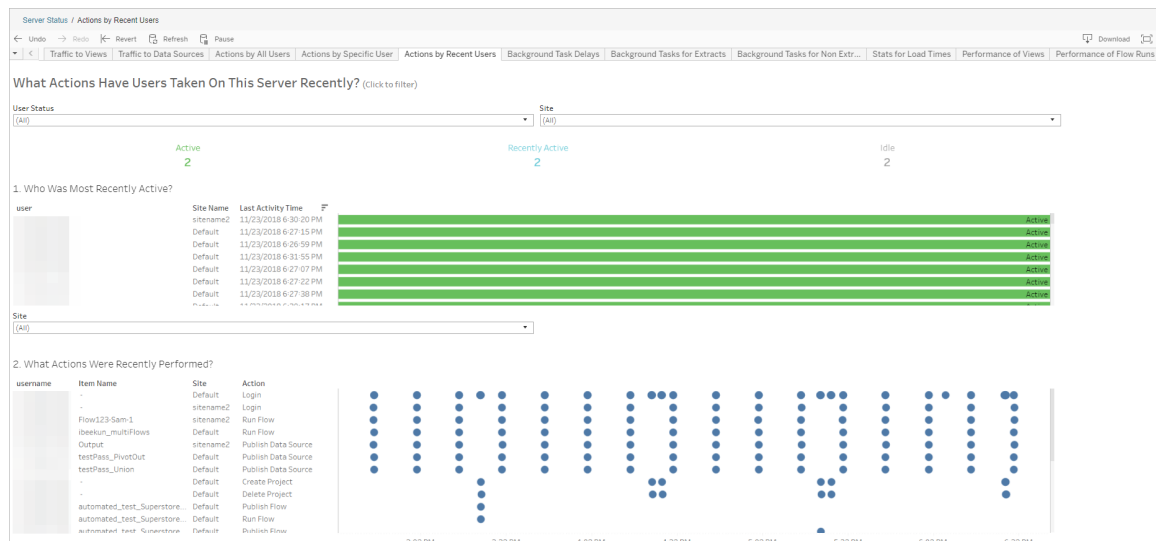 Server Status / Actions by Recent Users
Undo Redo Revert Refresh Pause Download
Traffic to Views Traffic to Data Sources Actions by All Users Actions by Specific User Actions by Recent Users Background Task Delays Background Tasks for Extracts Background Tasks for Non Extr... Stats for Load Times Performance of Views Performance of Flow Runs
What Actions Have Users Taken On This Server Recently? (Click to filter)
User Status Site
(All) (All)
Active Recently Active Idle
2 2 2
1. Who Was Most Recently Active?
user Site Name Last Activity Time
sitename2 11/23/2018 6:30:20 PM Active
Default 11/23/2018 6:27:15 PM Active
Default 11/23/2018 6:26:59 PM Active
Default 11/23/2018 6:31:55 PM Active
Default 11/23/2018 6:27:07 PM Active
Default 11/23/2018 6:27:22 PM Active
Default 11/23/2018 6:27:38 PM Active
Site
(All)
2. What Actions Were Recently Performed?
username Item Name Site Action
- Default Login
- sitename2 Login
Flow123-Sam-1 sitename2 Run Flow
ibeekun_multiFlows Default Run Flow
Output sitename2 Publish Data Source
testPass_PivotOut Default Publish Data Source
testPass_Union Default Publish Data Source
- Default Create Project
- Default Delete Project
automated_test_Superstore... Default Publish Flow
automated_test_Superstore... Default Run Flow
automated_test_Superstore... Default Publish Data Source